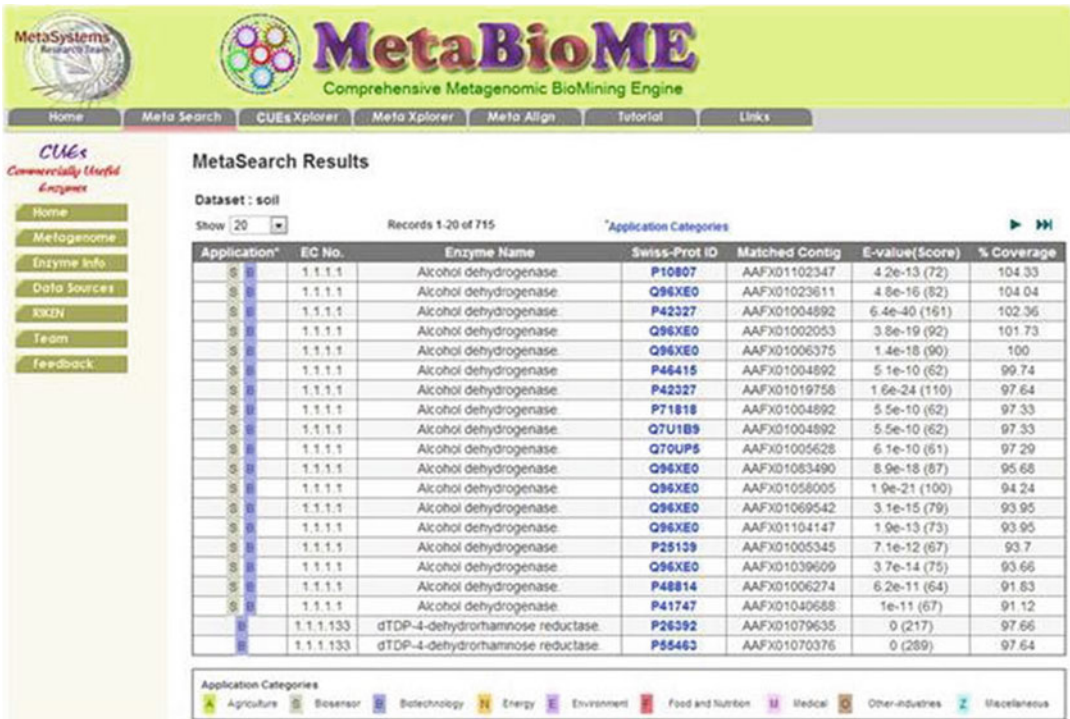 MetaSystems
Research Team
MetaBioME
Comprehensive Metagenomic BioMining Engine
Home Meta Search CUEsXplorer Meta Xplorer Meta Align Tutorial Links
CUEs
Commercially Useful
Enzymes
Home
Metagenome
Enzyme Info
Data Sources
RIKEN
Team
feedback
MetaSearch Results
Dataset : soil
Show 20 Records 1-20 of 715 *Application Categories
Application* EC No. Enzyme Name Swiss-Prot ID Matched Contig E-value(Score) % Coverage
S B 1.1.1.1 Alcohol dehydrogenase. P10807 AAFX01102347 4.2e-13 (72) 104.33
S B 1.1.1.1 Alcohol dehydrogenase. Q96XE0 AAFX01023611 4.8e-16 (82) 104.04
S B 1.1.1.1 Alcohol dehydrogenase. P42327 AAFX01004892 6.4e-40 (161) 102.36
S B 1.1.1.1 Alcohol dehydrogenase. Q96XE0 AAFX01002053 3.8e-19 (92) 101.73
S B 1.1.1.1 Alcohol dehydrogenase. Q96XE0 AAFX01006375 1.4e-18 (90) 100
S B 1.1.1.1 Alcohol dehydrogenase. P46415 AAFX01004892 5.1e-10 (62) 99.74
S B 1.1.1.1 Alcohol dehydrogenase. P42327 AAFX01019758 1.6e-24 (110) 97.64
S B 1.1.1.1 Alcohol dehydrogenase. P71818 AAFX01004892 5.5e-10 (62) 97.33
S B 1.1.1.1 Alcohol dehydrogenase. Q7U1B9 AAFX01004892 5.5e-10 (62) 97.33
S B 1.1.1.1 Alcohol dehydrogenase. Q70UP5 AAFX01005628 6.1e-10 (61) 97.29
S B 1.1.1.1 Alcohol dehydrogenase. Q96XE0 AAFX01083490 8.9e-18 (87) 95.68
S B 1.1.1.1 Alcohol dehydrogenase. Q96XE0 AAFX01058005 1.9e-21 (100) 94.24
S B 1.1.1.1 Alcohol dehydrogenase. Q96XE0 AAFX01069542 3.1e-15 (79) 93.95
S B 1.1.1.1 Alcohol dehydrogenase. Q96XE0 AAFX01104147 1.9e-13 (73) 93.95
S B 1.1.1.1 Alcohol dehydrogenase. P25139 AAFX01005345 7.1e-12 (67) 93.7
S B 1.1.1.1 Alcohol dehydrogenase. Q96XE0 AAFX01039609 3.7e-14 (75) 93.66
S B 1.1.1.1 Alcohol dehydrogenase. P48814 AAFX01006274 6.2e-11 (64) 91.83
S B 1.1.1.1 Alcohol dehydrogenase. P41747 AAFX01040688 1e-11 (67) 91.12
B 1.1.1.133 dTDP-4-dehydrorhamnose reductase. P26392 AAFX01079635 0 (217) 97.66
B 1.1.1.133 dTDP-4-dehydrorhamnose reductase. P55463 AAFX01070376 0 (289) 97.64
Application Categories
A Agriculture S Biosensor B Biotechnology N Energy E Environment F Food and Nutrition M Medical O Other-industries Z Miscellaneous